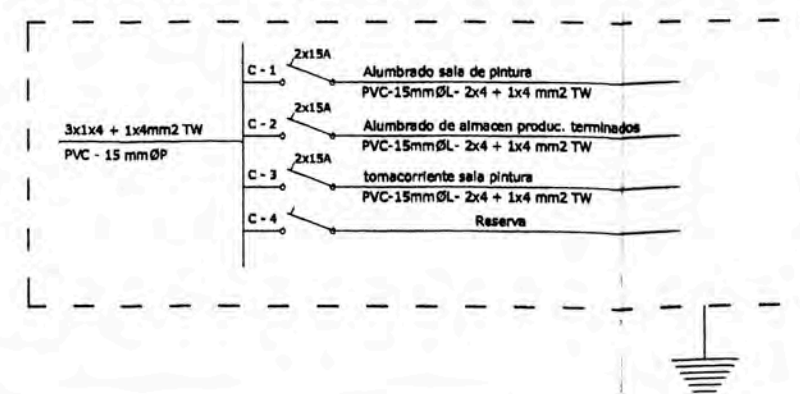 2x15A
C - 1
Alumbrado sala de pintura
PVC-15mmØL- 2x4 + 1x4 mm2 TW
2x15A
C - 2
Alumbrado de almacen produc. terminados
PVC-15mmØL- 2x4 + 1x4 mm2 TW
3x1x4 + 1x4mm2 TW
PVC - 15 mmØP
2x15A
C - 3
tomacorriente sala pintura
PVC-15mmØL- 2x4 + 1x4 mm2 TW
C - 4
Reserva